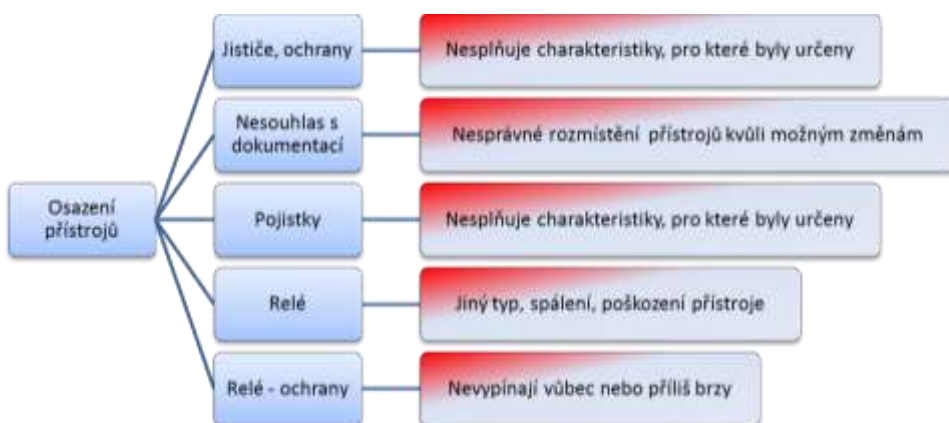 Osazení
přístrojů
Jističe, ochrany
Nesplňuje charakteristiky, pro které byly určeny
Nesouhlas s
dokumentací
Nesprávné rozmístění přístrojů kvůli možným změnám
Pojistky
Nesplňuje charakteristiky, pro které byly určeny
Relé
Jiný typ, spálení, poškození přístroje
Relé - ochrany
Nevypínají vůbec nebo příliš brzy